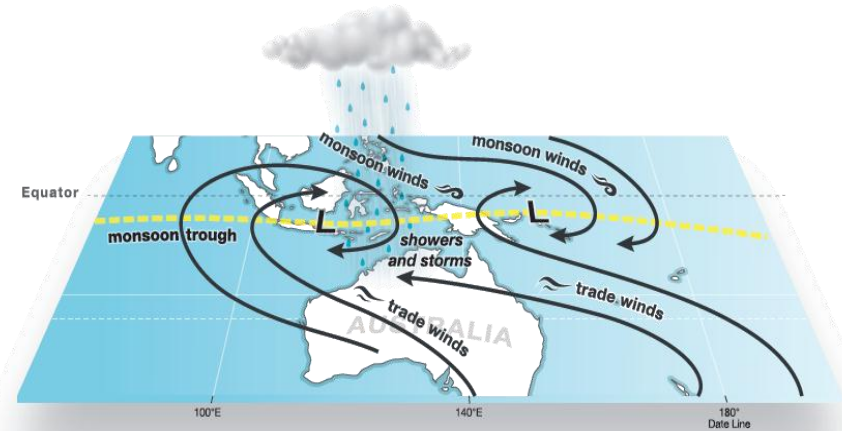 monsoon winds
monsoon winds
Equator
L
L
monsoon trough
showers
and storms
trade winds
trade winds
AUSTRALIA
100°E
140°E
180°
Date Line